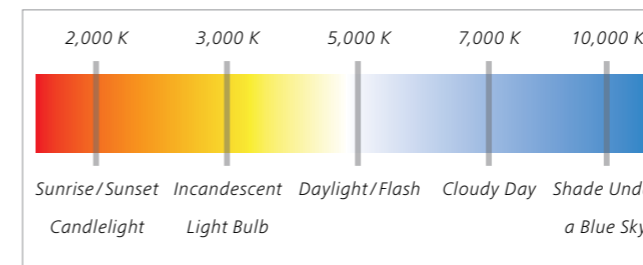 2,000 K 3,000 K 5,000 K 7,000 K 10,000 K
Sunrise/Sunset Incandescent Daylight/Flash Cloudy Day Shade
Candlelight Light Bulb a Blue Sky